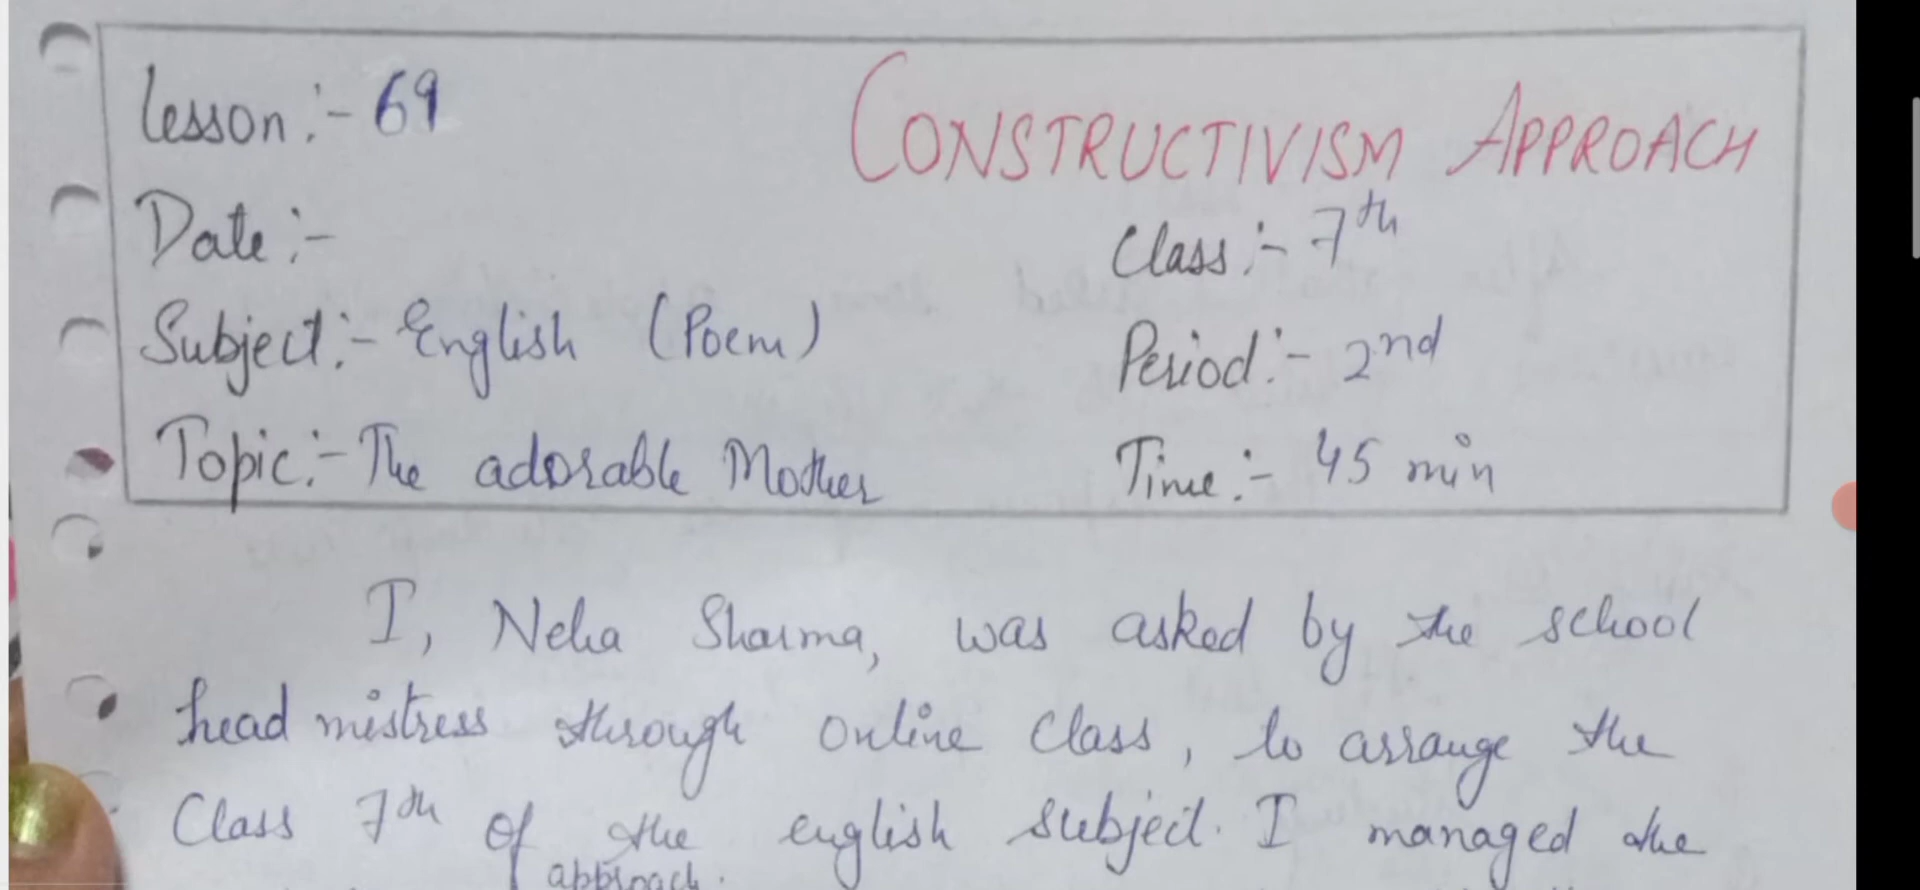 Lesson :- 69
CONSTRUCTIVISM APPROACH
Date :-
Class :- 7th
Subject :- English (Poem)
Period :- 2nd
Topic :- The adorable Mother
Time :- 45 min
I, Neha Sharma, was asked by the school
head mistress through online class, to arrange the
Class 7th of the english subject. I managed the
approach.